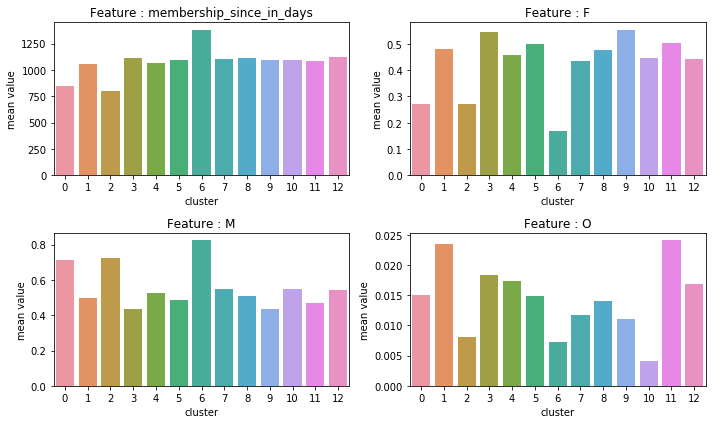 Feature : membership_since_in_days
mean value
1250
1000
750
500
250
0
0 1 2 3 4 5 6 7 8 9 10 11 12
cluster
Feature : F
mean value
0.5
0.4
0.3
0.2
0.1
0.0
0 1 2 3 4 5 6 7 8 9 10 11 12
cluster
Feature : M
mean value
0.8
0.6
0.4
0.2
0.0
0 1 2 3 4 5 6 7 8 9 10 11 12
cluster
Feature : O
mean value
0.025
0.020
0.015
0.010
0.005
0.000
0 1 2 3 4 5 6 7 8 9 10 11 12
cluster